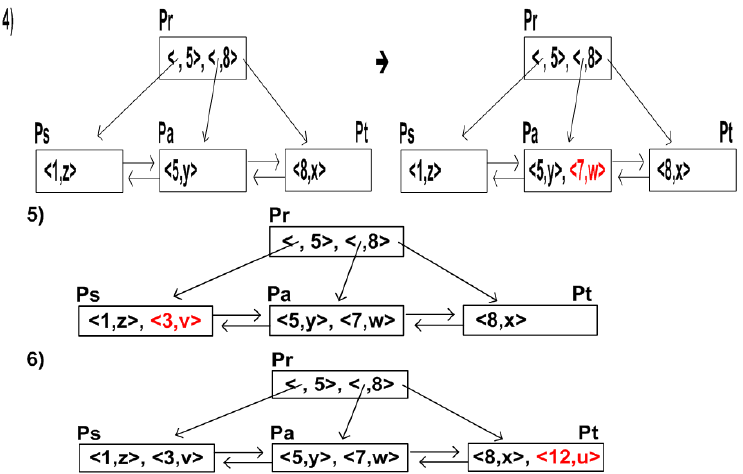 4)
Pr Pr
< , 5>, < ,8> → < , 5>, < ,8>
Ps Pa Pt Ps Pa Pt
<1,z> <5,y> <8,x> <1,z> <5,y>, <7,w> <8,x>
5)
Pr
< , 5>, < ,8>
Ps Pa Pt
<1,z>, <3,v> <5,y>, <7,w> <8,x>
6)
Pr
< , 5>, < ,8>
Ps Pa Pt
<1,z>, <3,v> <5,y>, <7,w> <8,x>, <12,u>